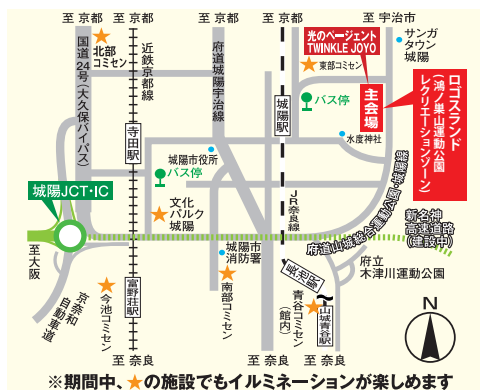 至 京都
至 京都
至 京都
至 京都
至 宇治市
国道24号(大久保バイパス)
北部
コミセン
近鉄京都線
府道城陽宇治線
城陽駅
光のページェント
TWINKLE JOYO
主会場
東部コミセン
サンガ
タウン
城陽
ロゴスランド
(鴻ノ巣山運動公園
レクリエーションゾーン)
バス停
水度神社
寺田駅
城陽市役所
バス停
文化
パルク
城陽
JR奈良線
府道山城総合運動公園・城陽線
城陽JCT・IC
新名神
高速道路
(建設中)
至大阪
京奈和
自動車道
富野荘駅
今池コミセン
城陽市
消防署
南部コミセン
長池駅
青谷コミセン
(館内)
山城青谷駅
府立
木津川運動公園
N
至 奈良
至 奈良
至 奈良
※期間中、★の施設でもイルミネーションが楽しめます